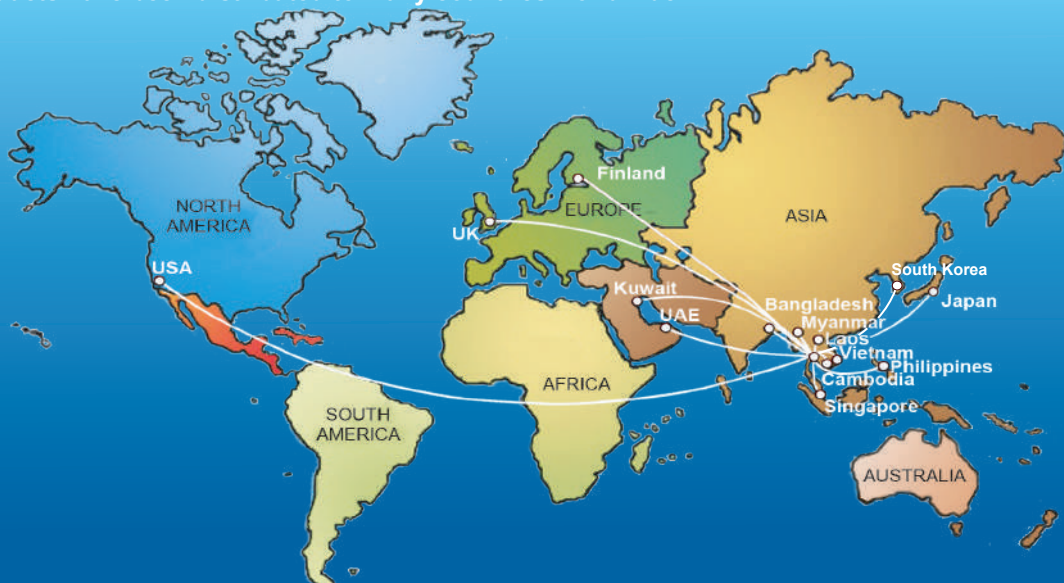 Finland
NORTH
AMERICA
EUROPE
ASIA
UK
USA
South Korea
Kuwait
Bangladesh
Japan
UAE
Myanmar
Laos
Vietnam
Philippines
Cambodia
AFRICA
Singapore
SOUTH
AMERICA
AUSTRALIA